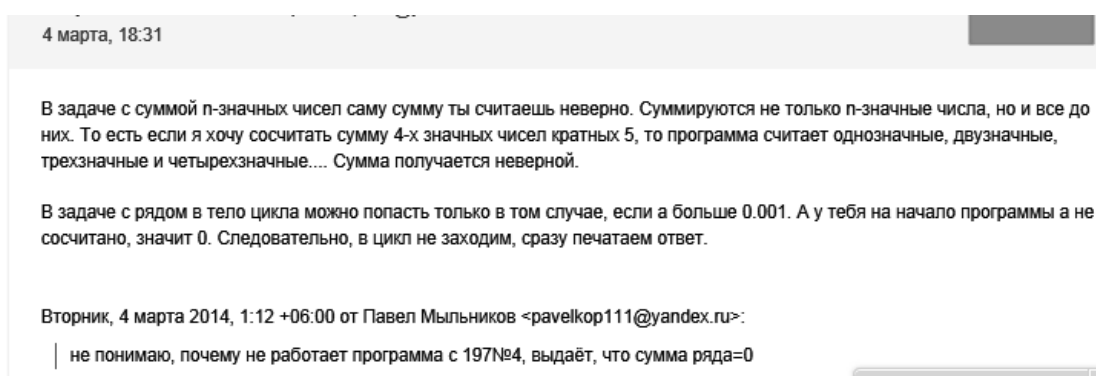 4 марта, 18:31
В задаче с суммой n-значных чисел саму сумму ты считаешь неверно. Суммируются не только n-значные числа, но и все до
них. То есть если я хочу сосчитать сумму 4-х значных чисел кратных 5, то программа считает однозначные, двузначные,
трехзначные и четырехзначные.... Сумма получается неверной.
В задаче с рядом в тело цикла можно попасть только в том случае, если а больше 0.001. А у тебя на начало программы а не
сосчитано, значит 0. Следовательно, в цикл не заходим, сразу печатаем ответ.
Вторник, 4 марта 2014, 1:12 +06:00 от Павел Мыльников <pavelkop111@yandex.ru>:
не понимаю, почему не работает программа с 197№4, выдаёт, что сумма ряда=0